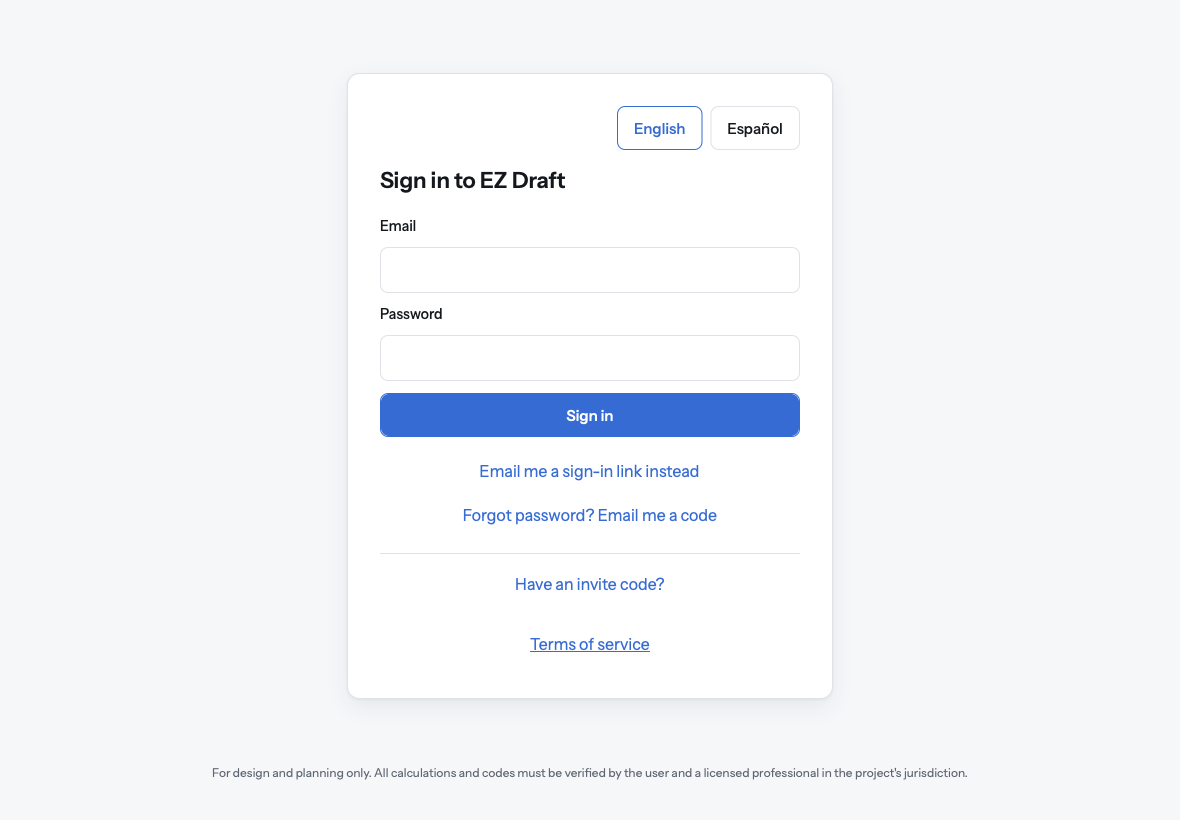 English
Español
Sign in to EZ Draft
Email
Password
Sign in
Email me a sign-in link instead
Forgot password? Email me a code
Have an invite code?
Terms of service
For design and planning only. All calculations and codes must be verified by the user and a licensed professional in the project's jurisdiction.